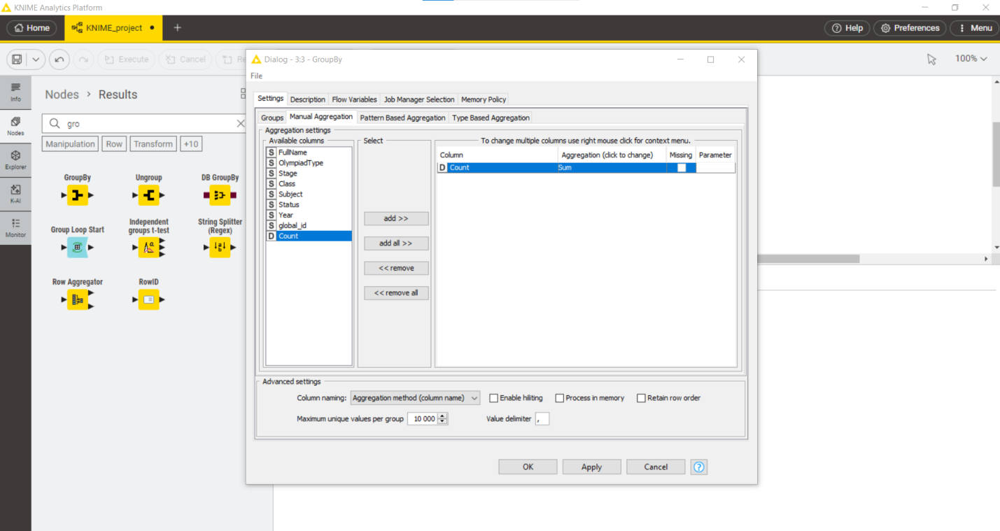 KNIME Analytics Platform
Home
KNIME_project
Help
Preferences
Menu
Execute
Cancel
Re
100%
Dialog - 3:3 - GroupBy
File
Info
Nodes
Explorer
K-AI
Monitor
Nodes > Results
gro
Manipulation Row Transform +10
GroupBy
Ungroup
DB GroupBy
Group Loop Start
Independent
groups t-test
String Splitter
(Regex)
Row Aggregator
RowID
Settings Description Flow Variables Job Manager Selection Memory Policy
Groups Manual Aggregation Pattern Based Aggregation Type Based Aggregation
Aggregation settings
Available columns
S FullName
S OlympiadType
S Stage
S Class
S Subject
S Status
S Year
S global_id
D Count
Select
add >>
add all >>
<< remove
<< remove all
To change multiple columns use right mouse click for context menu.
Column Aggregation (click to change) Missing Parameter
D Count Sum
Advanced settings
Column naming: Aggregation method (column name) Enable hiliting Process in memory Retain row order
Maximum unique values per group 10 000 Value delimiter ,
OK Apply Cancel ?